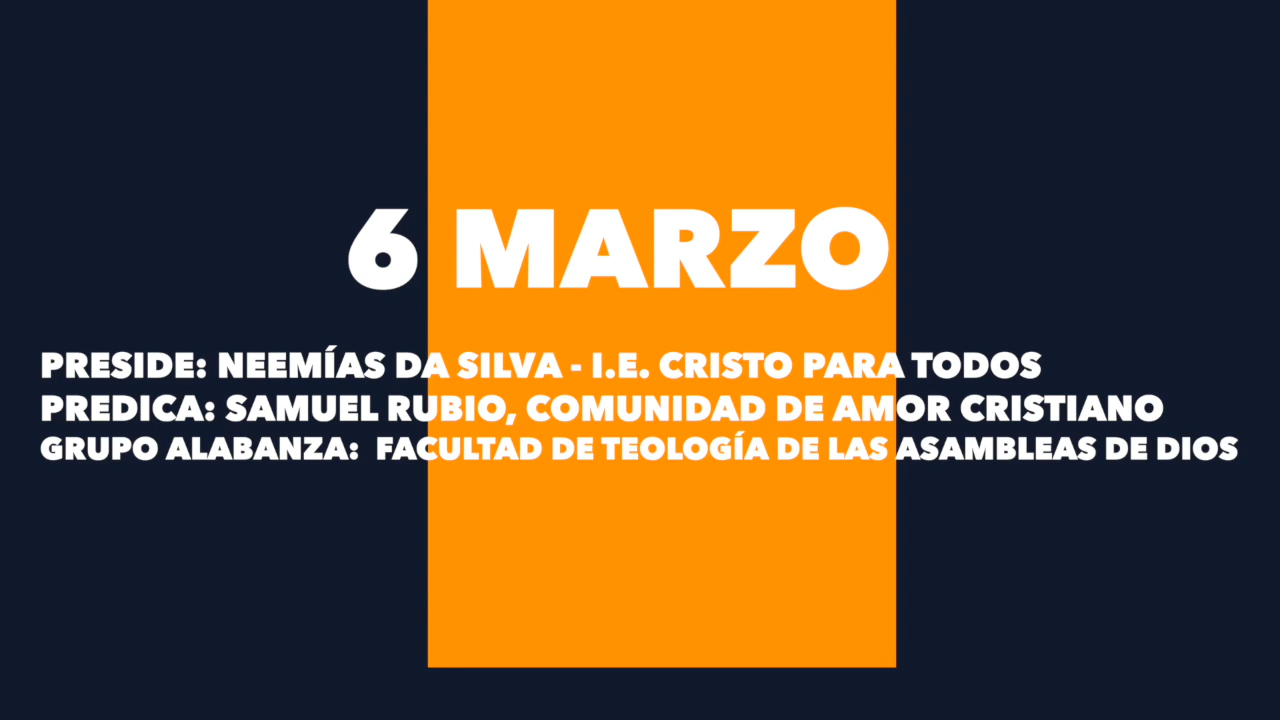 6 MARZO
PRESIDE: NEEMÍAS DA SILVA - I.E. CRISTO PARA TODOS
PREDICA: SAMUEL RUBIO, COMUNIDAD DE AMOR CRISTIANO
GRUPO ALABANZA: FACULTAD DE TEOLOGÍA DE LAS ASAMBLEAS DE DIOS